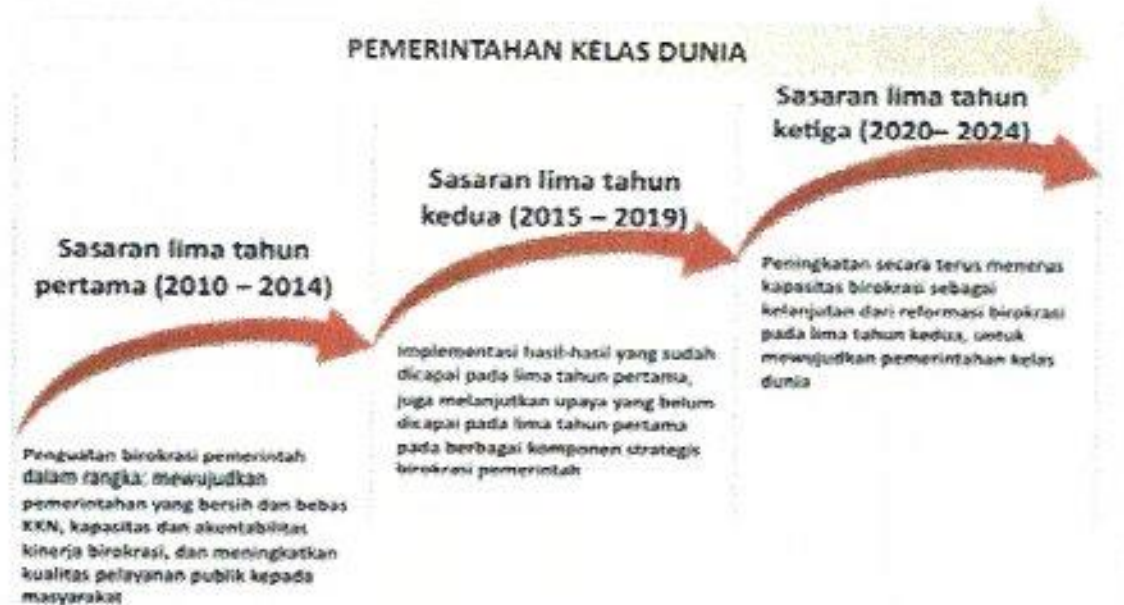 PEMERINTAHAN KELAS DUNIA
Sasaran lima tahun
pertama (2010 – 2014)
Penguatan birokrasi pemerintah
dalam rangka; mewujudkan
pemerintahan yang bersih dan bebas
KKN, kapasitas dan akuntabilitas
kinerja birokrasi, dan meningkatkan
kualitas pelayanan publik kepada
masyarakat
Sasaran lima tahun
kedua (2015 – 2019)
Implementasi hasil-hasil yang sudah
dicapai pada lima tahun pertama,
juga melanjutkan upaya yang belum
dicapai pada lima tahun pertama
pada berbagai komponen strategis
birokrasi pemerintah
Sasaran lima tahun
ketiga (2020– 2024)
Peningkatan secara terus menerus
kapasitas birokrasi sebagai
kelanjutan dari reformasi birokrasi
pada lima tahun kedua, untuk
mewujudkan pemerintahan kelas
dunia